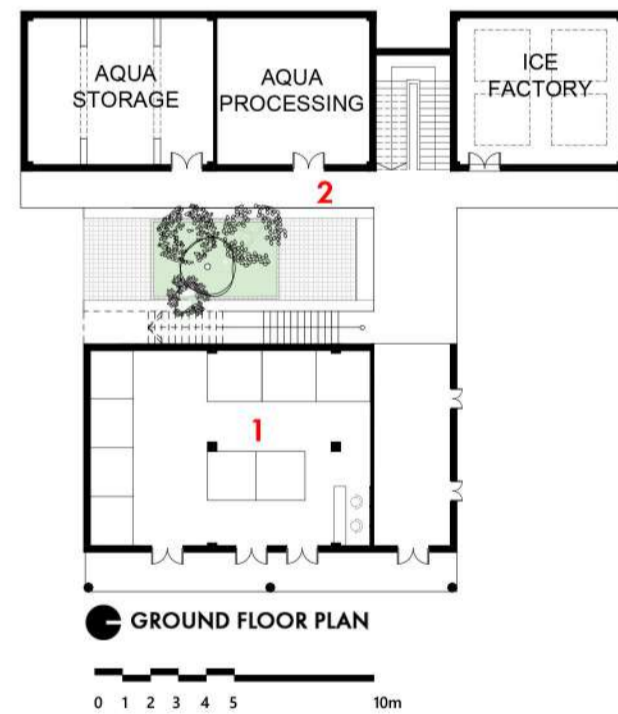 AQUA
STORAGE
AQUA
PROCESSING
ICE
FACTORY
2
1
GROUND FLOOR PLAN
0 1 2 3 4 5 10m